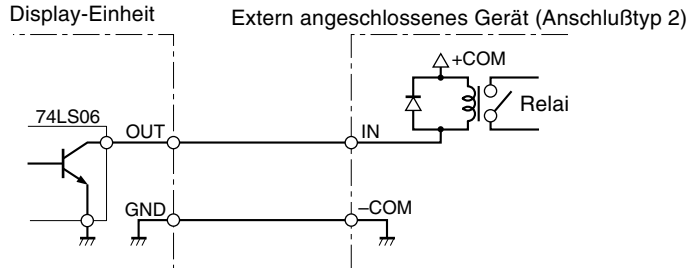 Display-Einheit
Extern angeschlossenes Gerät (Anschlußtyp 2)
+COM
74LS06
Relai
OUT
IN
GND
–COM